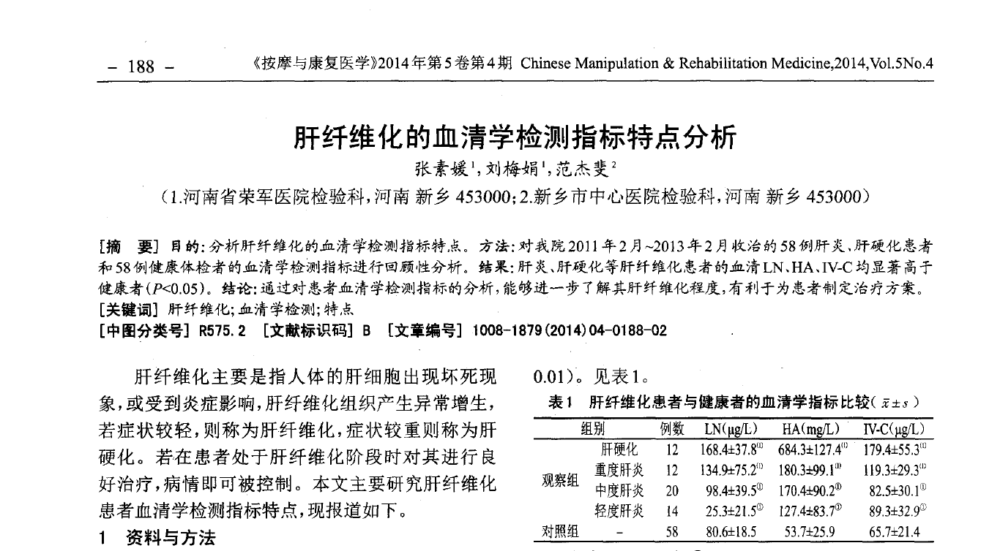 - 188 -
《按摩与康复医学》2014年第5卷第4期 Chinese Manipulation & Rehabilitation Medicine,2014,Vol.5No.4
肝纤维化的血清学检测指标特点分析
张素媛¹,刘梅娟¹,范杰斐²
（1.河南省荣军医院检验科,河南 新乡 453000;2.新乡市中心医院检验科,河南 新乡 453000）
[摘　要] 目的:分析肝纤维化的血清学检测指标特点。方法:对我院2011年2月~2013年2月收治的58例肝炎、肝硬化患者
和58例健康体检者的血清学检测指标进行回顾性分析。结果:肝炎、肝硬化等肝纤维化患者的血清LN、HA、IV-C均显著高于
健康者(P<0.05)。结论:通过对患者血清学检测指标的分析,能够进一步了解其肝纤维化程度,有利于为患者制定治疗方案。
[关键词] 肝纤维化;血清学检测;特点
[中图分类号] R575.2 [文献标识码] B [文章编号] 1008-1879(2014)04-0188-02
肝纤维化主要是指人体的肝细胞出现坏死现
象,或受到炎症影响,肝纤维化组织产生异常增生,
若症状较轻,则称为肝纤维化,症状较重则称为肝
硬化。若在患者处于肝纤维化阶段时对其进行良
好治疗,病情即可被控制。本文主要研究肝纤维化
患者血清学检测指标特点,现报道如下。
1 资料与方法
0.01)。见表1。
表1 肝纤维化患者与健康者的血清学指标比较( x̄±s )
组别 例数 LN(μg/L) HA(mg/L) IV-C(μg/L)
观察组 肝硬化 12 168.4±37.8⁽¹⁾ 684.3±127.4⁽¹⁾ 179.4±55.3⁽¹⁾
重度肝炎 12 134.9±75.2⁽¹⁾ 180.3±99.1⁽¹⁾ 119.3±29.3⁽¹⁾
中度肝炎 20 98.4±39.5① 170.4±90.2① 82.5±30.1①
轻度肝炎 14 25.3±21.5① 127.4±83.7① 89.3±32.9①
对照组 - 58 80.6±18.5 53.7±25.9 65.7±21.4